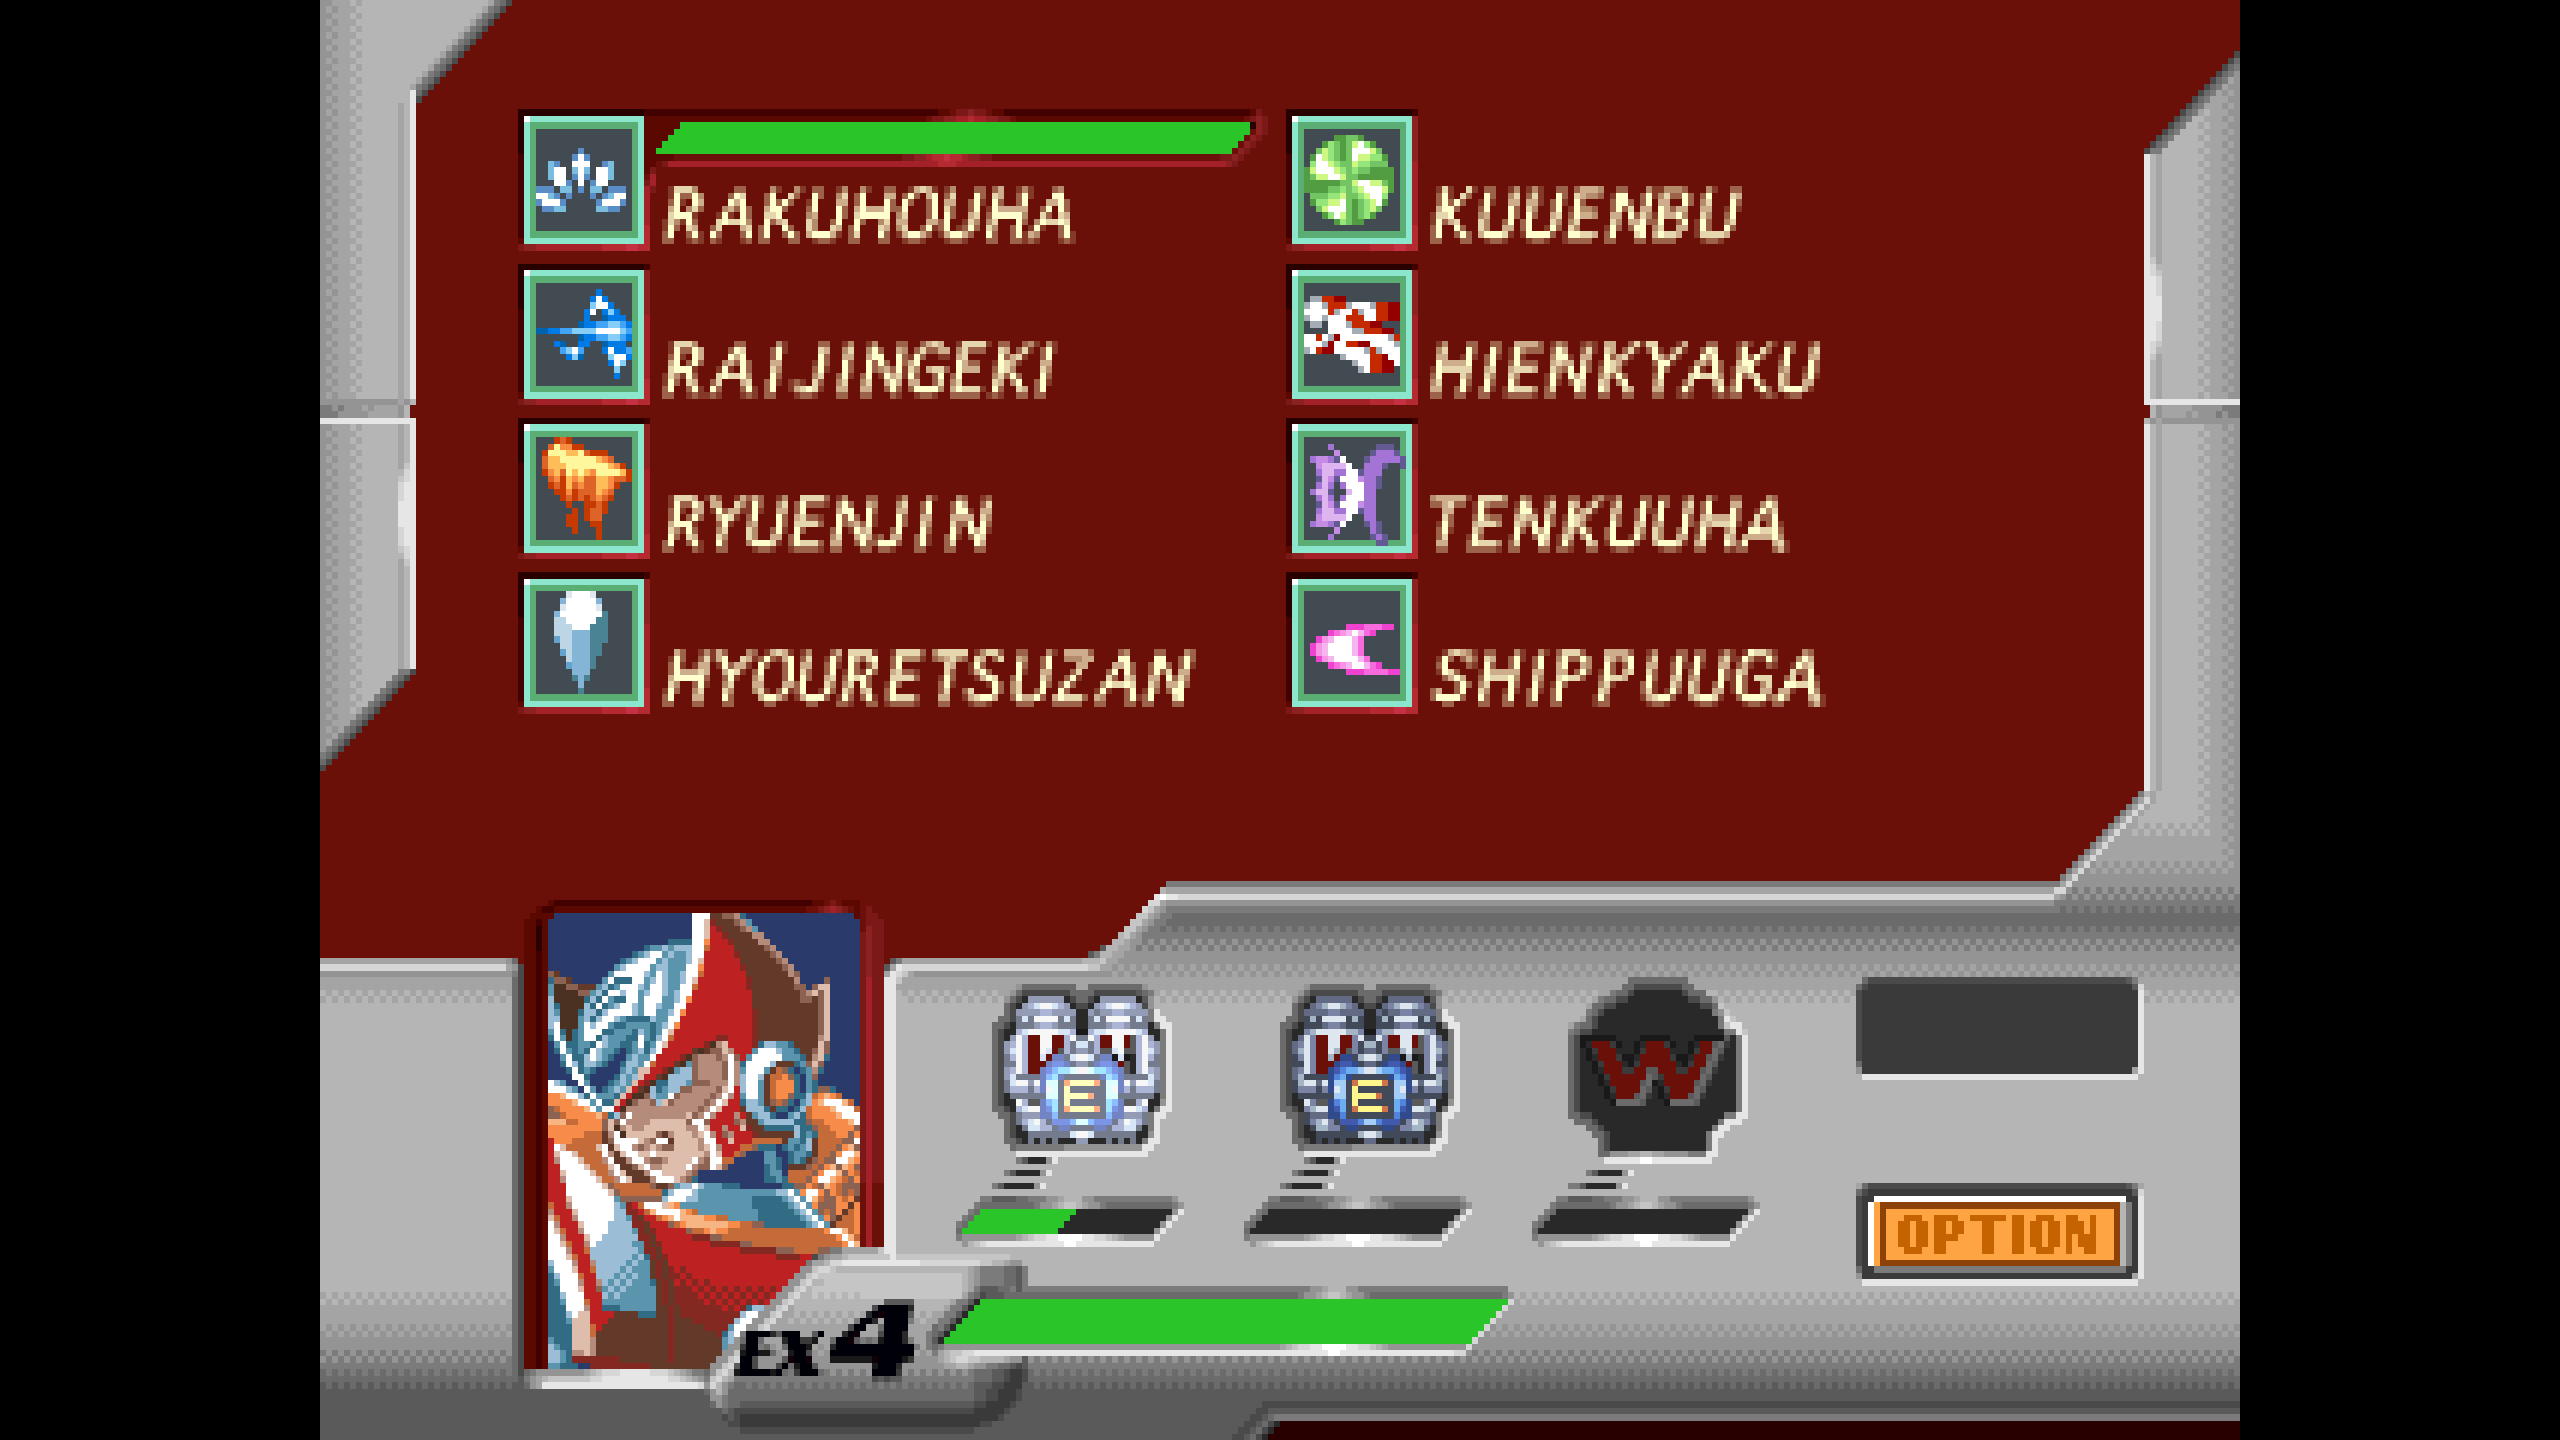 RAKUHOUHA
KUUENBU
RAIJINGEKI
HIENKYAKU
RYUENJIN
TENKUUHA
HYOURETSUZAN
SHIPPUUGA
E
E
W
OPTION
EX4